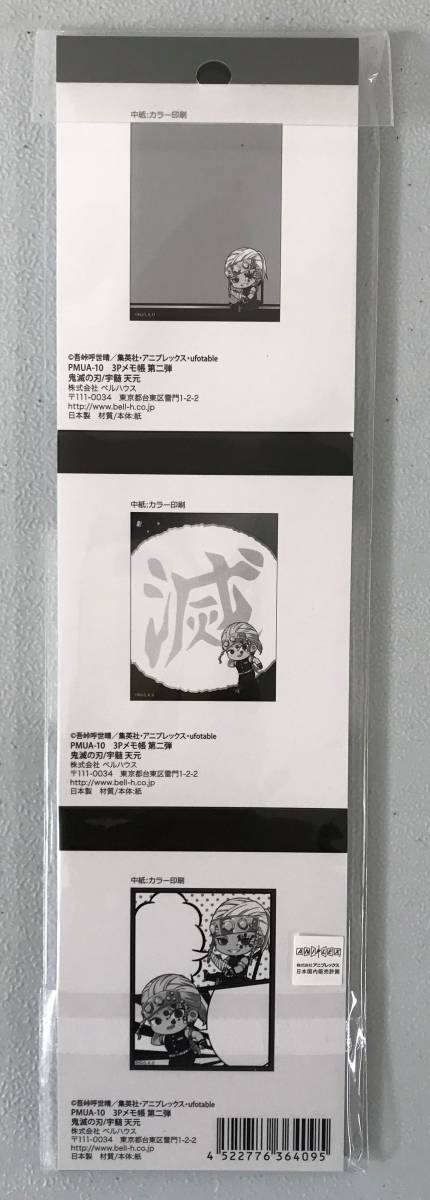 中紙:カラー印刷
©吾峠呼世晴／集英社・アニプレックス・ufotable
PMUA-10 3Pメモ帳 第二弾
鬼滅の刃/宇髄 天元
株式会社 ベルハウス
〒111-0034 東京都台東区雷門1-2-2
http://www.bell-h.co.jp
日本製 材質/本体:紙
中紙:カラー印刷
滅
©吾峠呼世晴／集英社・アニプレックス・ufotable
PMUA-10 3Pメモ帳 第二弾
鬼滅の刃/宇髄 天元
株式会社 ベルハウス
〒111-0034 東京都台東区雷門1-2-2
http://www.bell-h.co.jp
日本製 材質/本体:紙
中紙:カラー印刷
株式会社アニプレックス
日本国内販売許諾
©吾峠呼世晴／集英社・アニプレックス・ufotable
PMUA-10 3Pメモ帳 第二弾
鬼滅の刃/宇髄 天元
株式会社 ベルハウス
〒111-0034 東京都台東区雷門1-2-2
http://www.bell-h.co.jp
日本製 材質/本体:紙
4 522776 364095